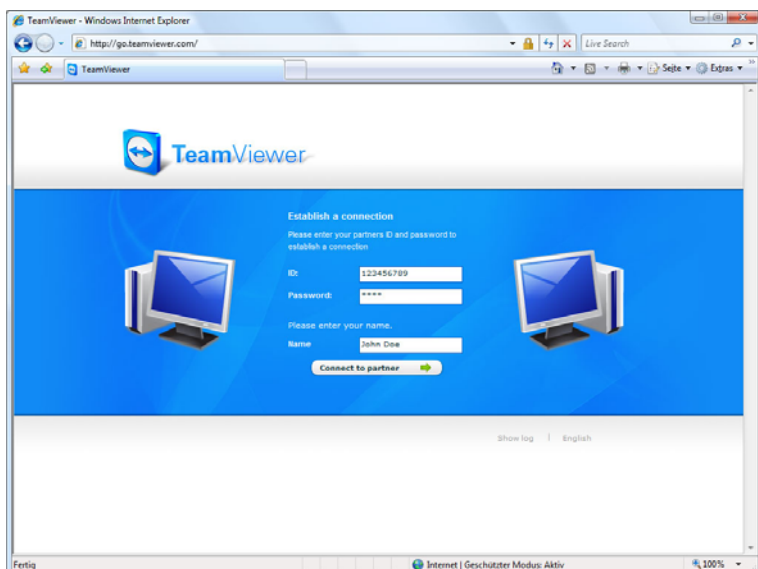 TeamViewer - Windows Internet Explorer
http://go.teamviewer.com/
Live Search
TeamViewer
Seite
Extras
TeamViewer
Establish a connection
Please enter your partners ID and password to
establish a connection
ID: 123456789
Password: ****
Please enter your name.
Name John Doe
Connect to partner
Show log | English
Fertig
Internet | Geschützter Modus: Aktiv
100%